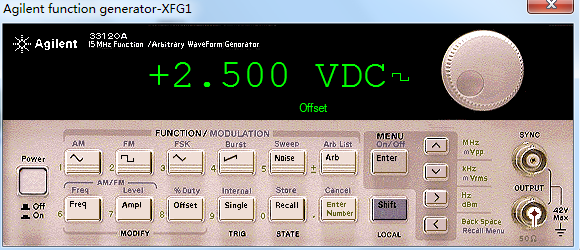 Agilent function generator-XFG1
Agilent
33120A
15 MHz Function / Arbitrary WaveForm Generator
+2.500 VDC
Offset
FUNCTION / MODULATION
AM FM FSK Burst Sweep Arb List
1 2 3 4 5 Noise ± Arb
MENU
On/Off
Enter
MHz
mVpp
kHz
mVrms
Hz
dBm
Back Space
Recall Menu
SYNC
OUTPUT
42V
Max
50Ω
Power
Off
On
AM/FM
Freq Level % Duty Internal Store Cancel
6 Freq 7 Ampl 8 Offset 9 Single 0 Recall . Enter Number
Shift
LOCAL
MODIFY TRIG STATE